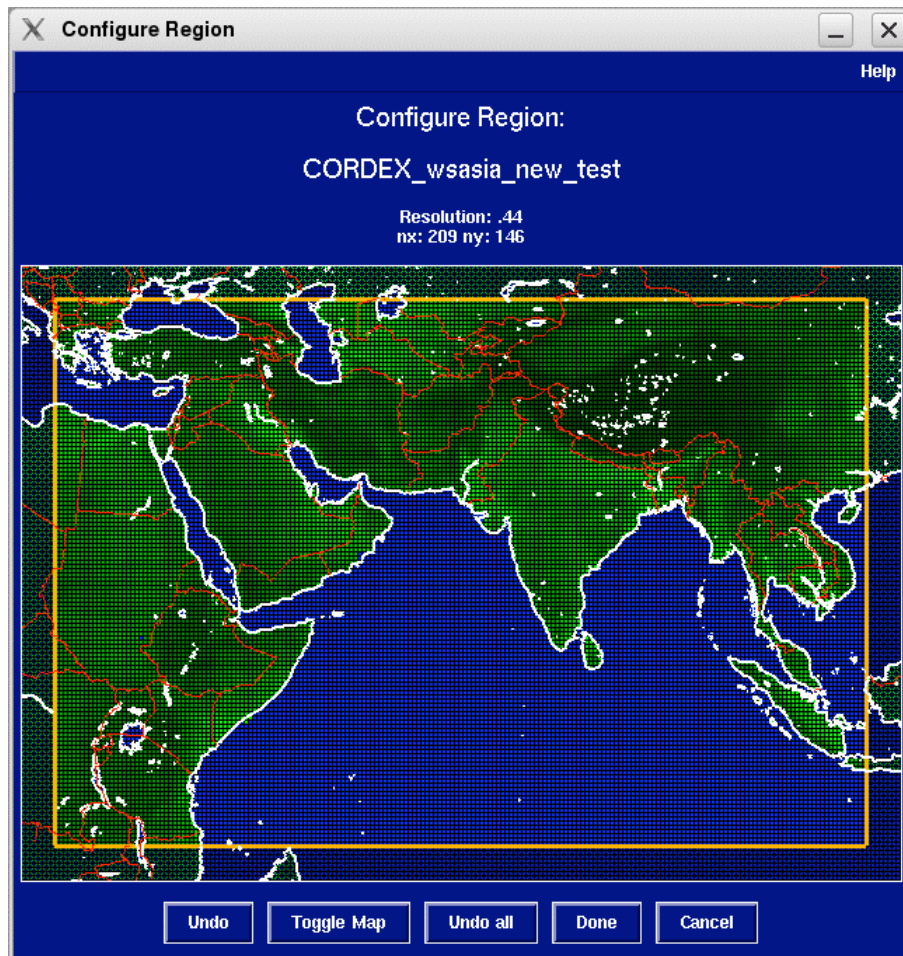 Configure Region
Help
Configure Region:
CORDEX_wsasia_new_test
Resolution: .44
nx: 209 ny: 146
Undo
Toggle Map
Undo all
Done
Cancel